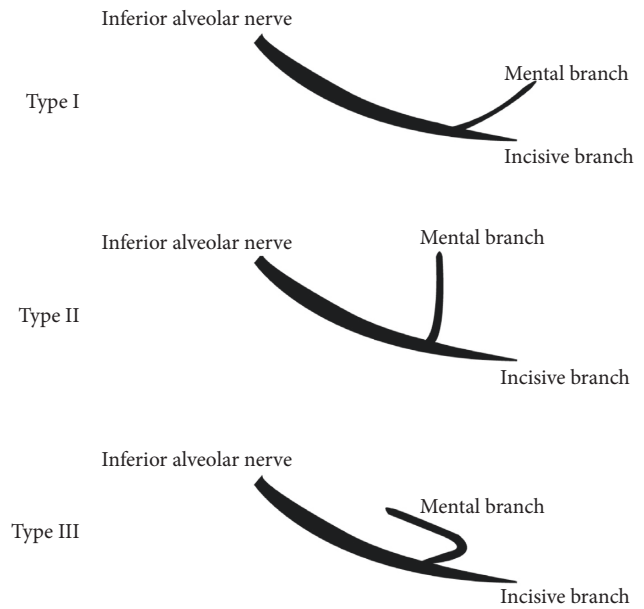 Inferior alveolar nerve
Mental branch
Type I
Incisive branch
Inferior alveolar nerve
Mental branch
Type II
Incisive branch
Inferior alveolar nerve
Mental branch
Type III
Incisive branch